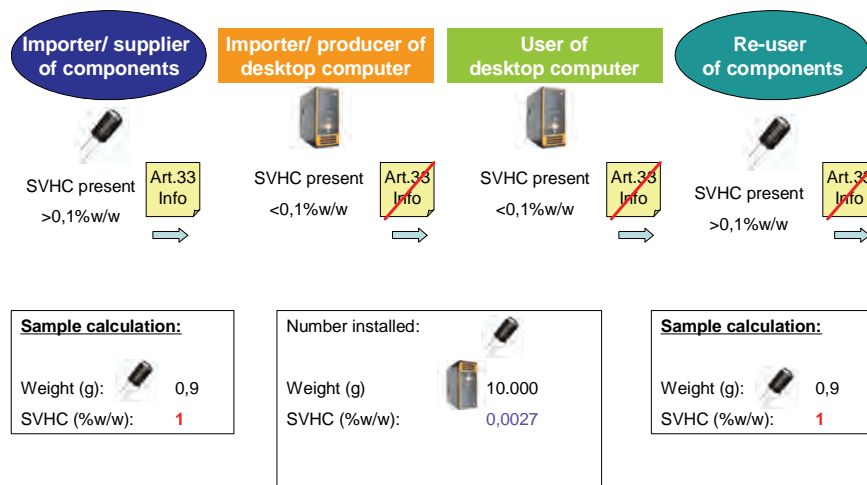 Importer/ supplier
of components
Importer/ producer of
desktop computer
User of
desktop computer
Re-user
of components
SVHC present
>0,1%w/w
Art.33
Info
SVHC present
<0,1%w/w
Art.33
Info
SVHC present
<0,1%w/w
Art.33
Info
SVHC present
>0,1%w/w
Art.33
Info
Sample calculation:
Weight (g): 0,9
SVHC (%w/w): 1
Number installed:
Weight (g) 10.000
SVHC (%w/w): 0,0027
Sample calculation:
Weight (g): 0,9
SVHC (%w/w): 1